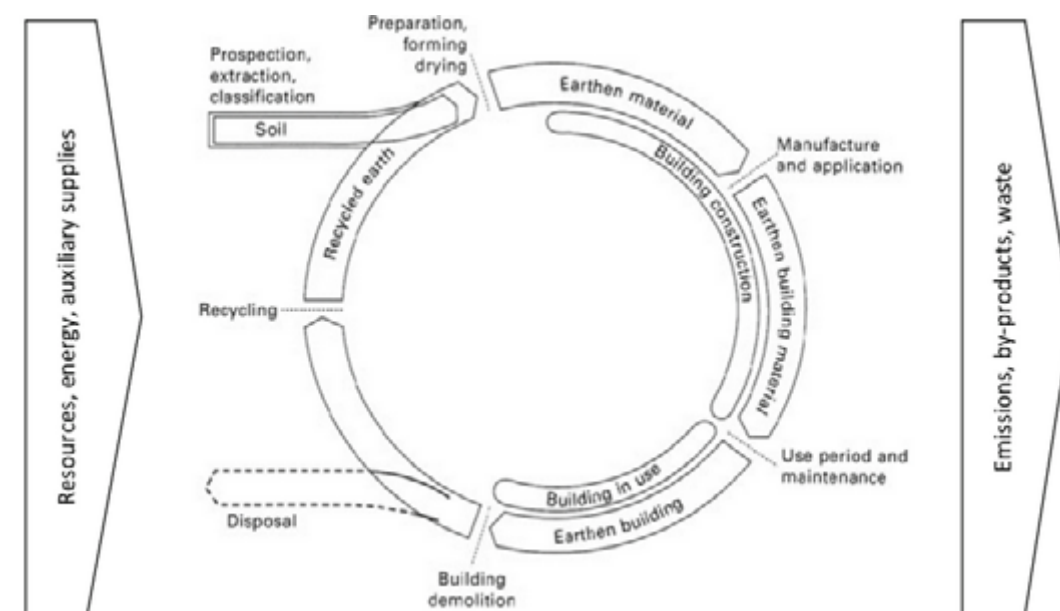 Resources, energy, auxiliary supplies
Prospection,
extraction,
classification
Soil
Preparation,
forming
drying
Earthen material
Building construction
Manufacture
and application
Earthen building material
Use period and
maintenance
Building in use
Earthen building
Building
demolition
Disposal
Recycling
Recycled earth
Emissions, by-products, waste